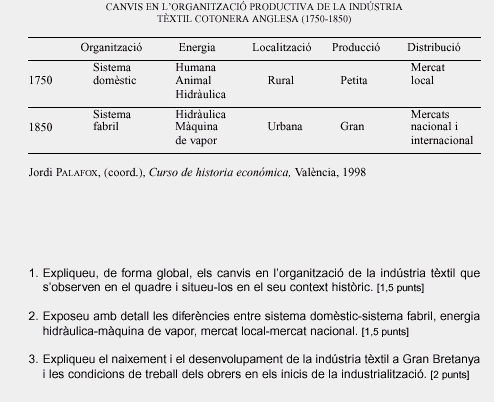 CANVIS EN L'ORGANITZACIÓ PRODUCTIVA DE LA INDÚSTRIA
TÈXTIL COTONERA ANGLESA (1750-1850)
Organització Energia Localització Producció Distribució
Sistema Humana Mercat
1750 domèstic Animal Rural Petita local
Hidràulica
Sistema Hidràulica Mercats
1850 fabril Màquina Urbana Gran nacional i
de vapor internacional
Jordi PALAFOX, (coord.), Curso de historia económica, València, 1998
1. Expliqueu, de forma global, els canvis en l'organització de la indústria tèxtil que
s'observen en el quadre i situeu-los en el seu context històric. [1,5 punts]
2. Exposeu amb detall les diferències entre sistema domèstic-sistema fabril, energia
hidràulica-màquina de vapor, mercat local-mercat nacional. [1,5 punts]
3. Expliqueu el naixement i el desenvolupament de la indústria tèxtil a Gran Bretanya
i les condicions de treball dels obrers en els inicis de la industrialització. [2 punts]